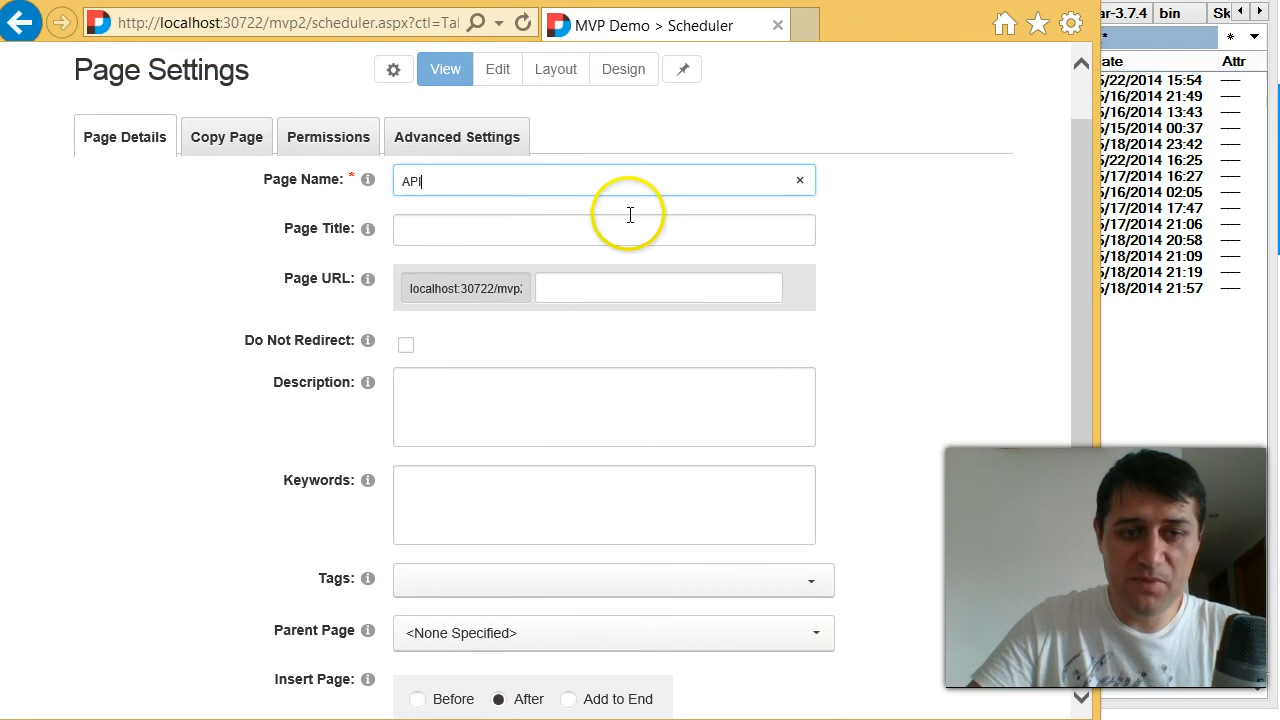 http://localhost:30722/mvp2/scheduler.aspx?ctl=Tal
MVP Demo > Scheduler
ar-3.7.4 bin Sk
* *
Page Settings
View Edit Layout Design
ate Attr
5/22/2014 15:54 ----
5/16/2014 21:49 ----
5/16/2014 13:43 ----
5/15/2014 00:37 ----
5/18/2014 23:42 ----
5/22/2014 16:25 ----
5/17/2014 16:27 ----
5/16/2014 02:05 ----
5/17/2014 17:47 ----
5/17/2014 21:06 ----
5/18/2014 20:58 ----
5/18/2014 21:09 ----
5/18/2014 21:19 ----
5/18/2014 21:57 ----
Page Details Copy Page Permissions Advanced Settings
Page Name: * API
Page Title:
Page URL: localhost:30722/mvp2
Do Not Redirect:
Description:
Keywords:
Tags:
Parent Page <None Specified>
Insert Page: Before After Add to End